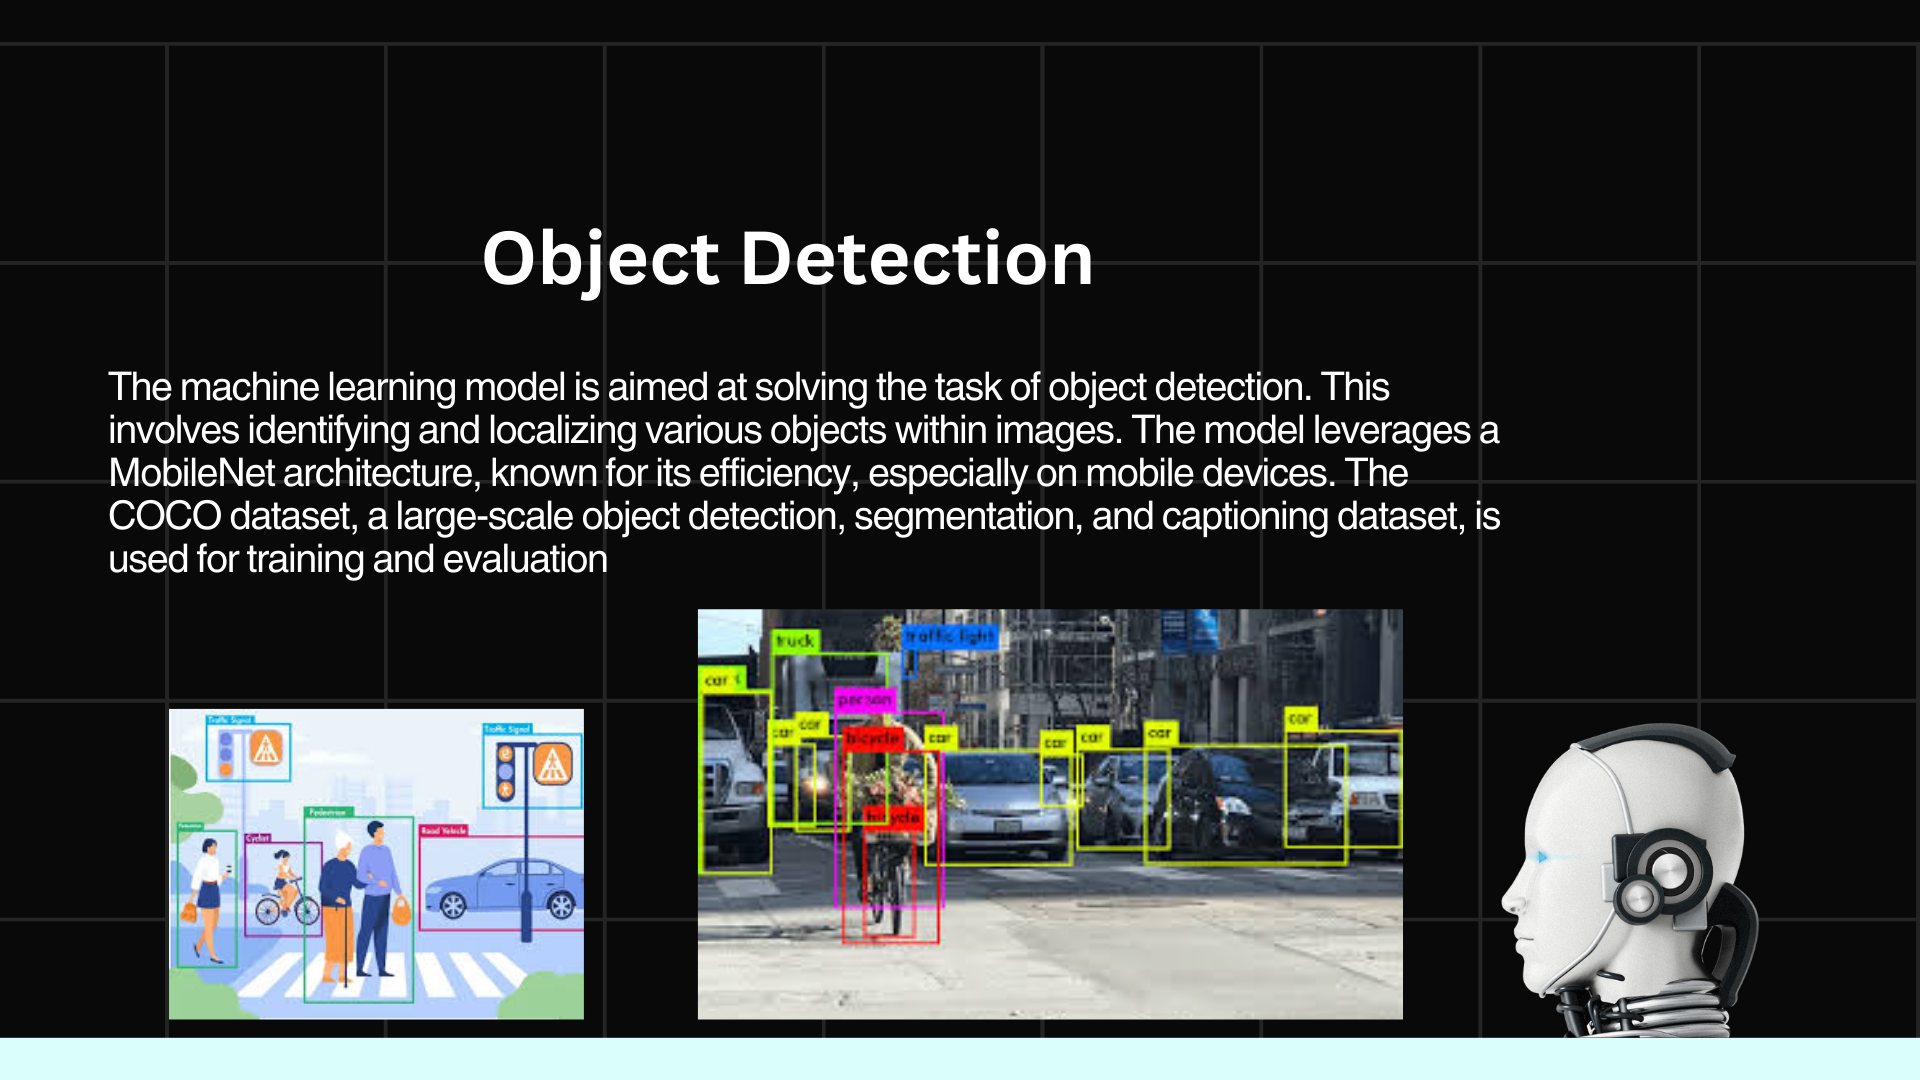 Object Detection
The machine learning model is aimed at solving the task of object detection. This
involves identifying and localizing various objects within images. The model leverages a
MobileNet architecture, known for its efficiency, especially on mobile devices. The
COCO dataset, a large-scale object detection, segmentation, and captioning dataset, is
used for training and evaluation
Traffic Signal
Traffic Signal
Pedestrian
Pedestrian
Cyclist
Road Vehicle
truck
traffic light
car
person
car
car
bicycle
car
car
car
car
car
bicycle